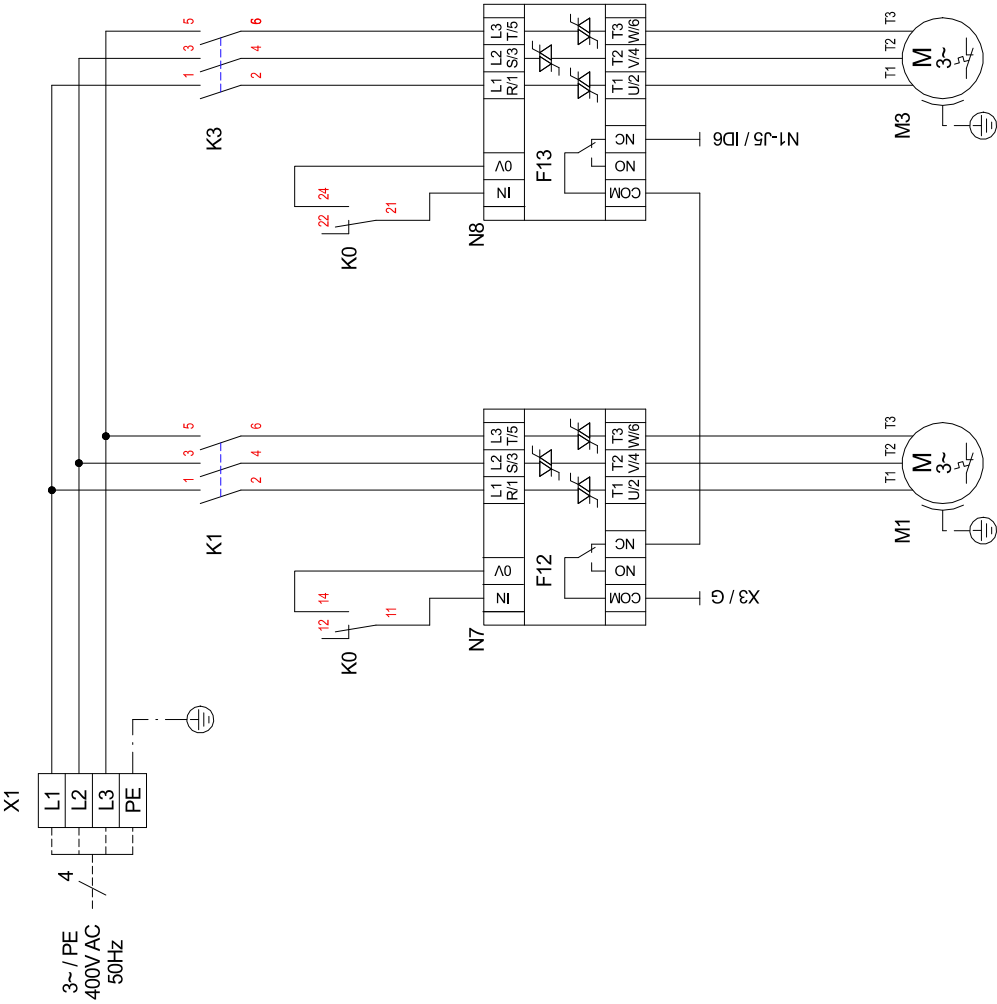 3~ / PE
400V AC
50Hz
4
X1
L1
L2
L3
PE
K1
1
3
5
2
4
6
K0
12
14
11
N7
L1
R/1
L2
S/3
L3
T/5
0V
IN
F12
T1
U/2
T2
V/4
T3
W/6
NC
NO
COM
X3 / G
T1
T2
T3
M
3~
M1
K3
1
3
5
2
4
6
K0
22
24
21
N8
L1
R/1
L2
S/3
L3
T/5
0V
IN
F13
T1
U/2
T2
V/4
T3
W/6
NC
NO
COM
N1-J5 / ID6
T1
T2
T3
M
3~
M3